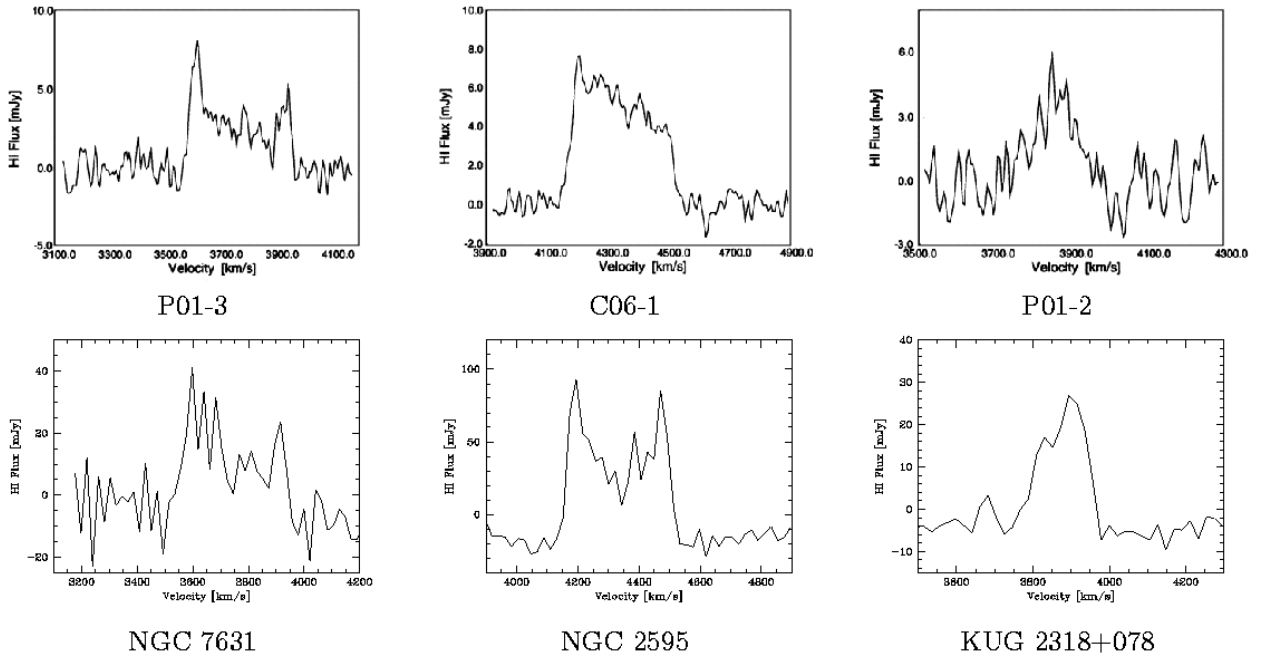 10.0
5.0
0.0
-5.0
HI Flux [mJy]
3100.0 3300.0 3500.0 3700.0 3900.0 4100.0
Velocity [km/s]
P01-3
10.0
8.0
6.0
4.0
2.0
0.0
-2.0
HI Flux [mJy]
3900.0 4100.0 4300.0 4500.0 4700.0 4900.0
Velocity [km/s]
C06-1
6.0
3.0
0.0
-3.0
HI Flux [mJy]
3500.0 3700.0 3900.0 4100.0 4300.0
Velocity [km/s]
P01-2
40
20
0
−20
HI Flux [mJy]
3200 3400 3600 3800 4000 4200
Velocity [km/s]
NGC 7631
100
50
0
HI Flux [mJy]
4000 4200 4400 4600 4800
Velocity [km/s]
NGC 2595
40
30
20
10
0
−10
HI Flux [mJy]
3600 3800 4000 4200
Velocity [km/s]
KUG 2318+078